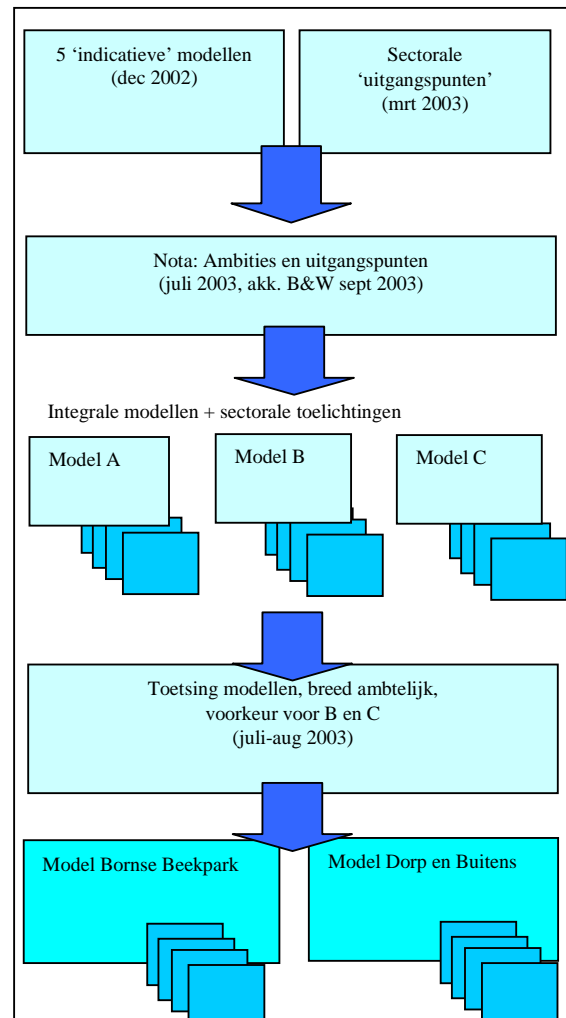 5 ‘indicatieve’ modellen
(dec 2002)
Sectorale
‘uitgangspunten’
(mrt 2003)
Nota: Ambities en uitgangspunten
(juli 2003, akk. B&W sept 2003)
Integrale modellen + sectorale toelichtingen
Model A
Model B
Model C
Toetsing modellen, breed ambtelijk,
voorkeur voor B en C
(juli-aug 2003)
Model Bornse Beekpark
Model Dorp en Buitens